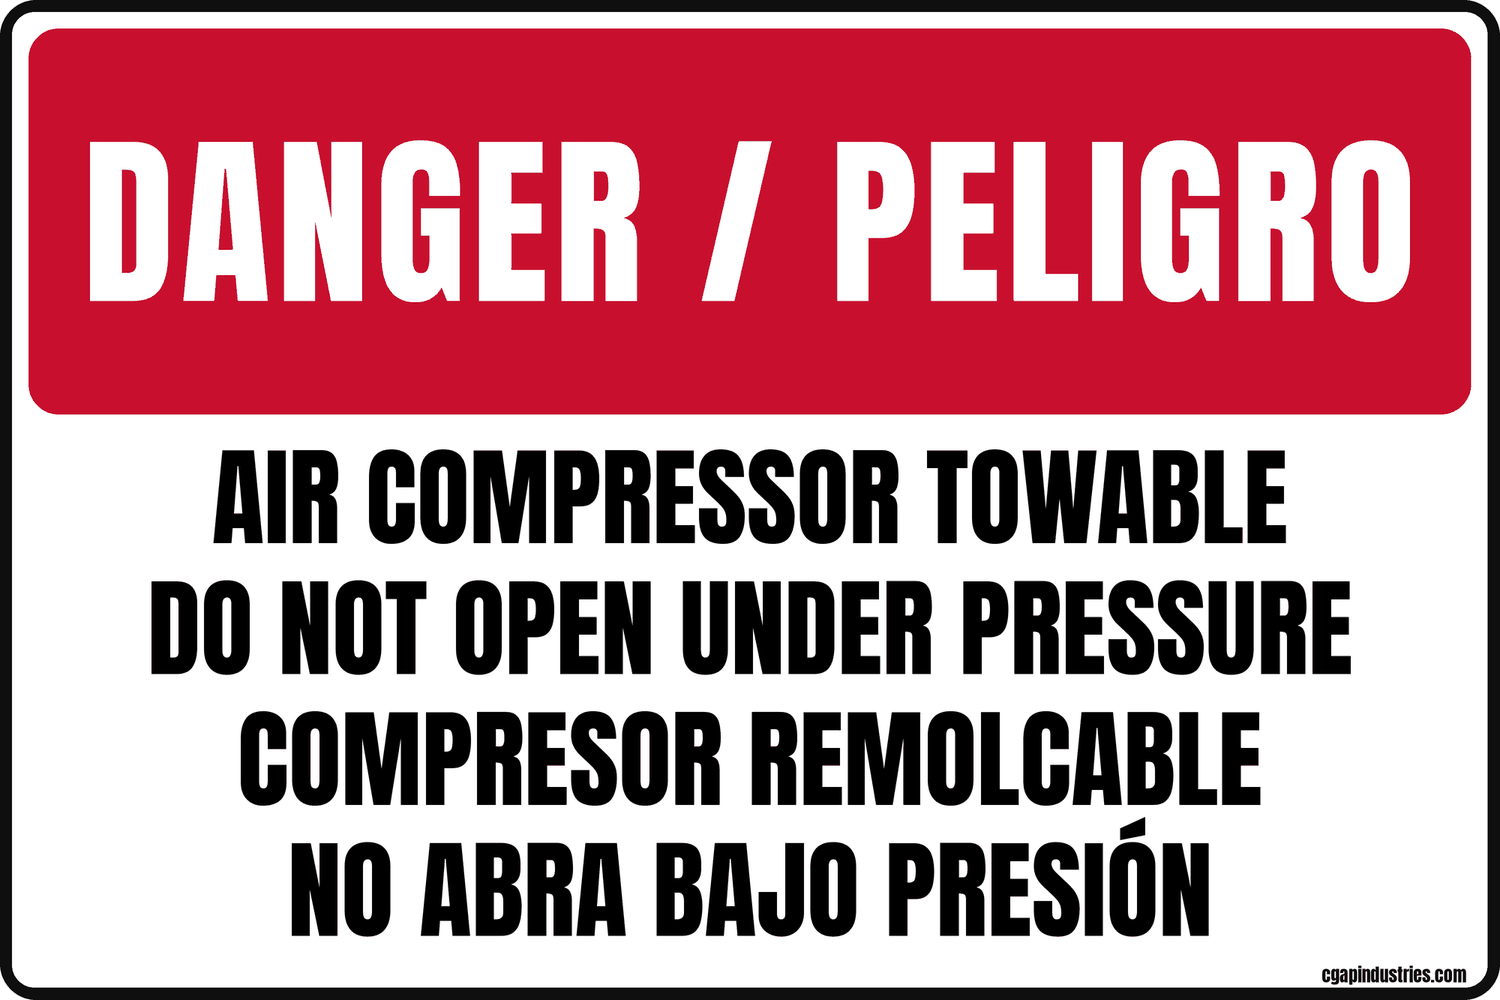 DANGER / PELIGRO
AIR COMPRESSOR TOWABLE
DO NOT OPEN UNDER PRESSURE
COMPRESOR REMOLCABLE
NO ABRA BAJO PRESIÓN
cgapindustries.com